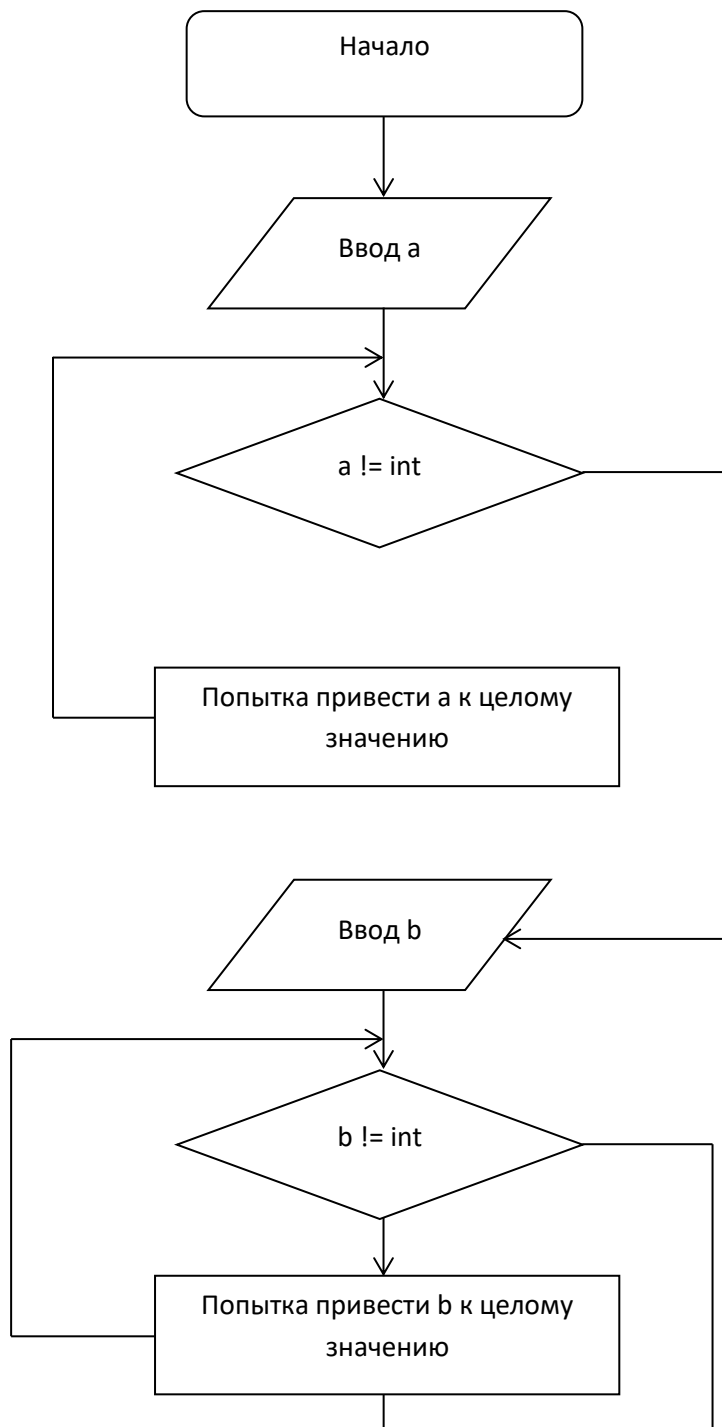 Начало
Ввод a
a != int
Попытка привести a к целому
значению
Ввод b
b != int
Попытка привести b к целому
значению